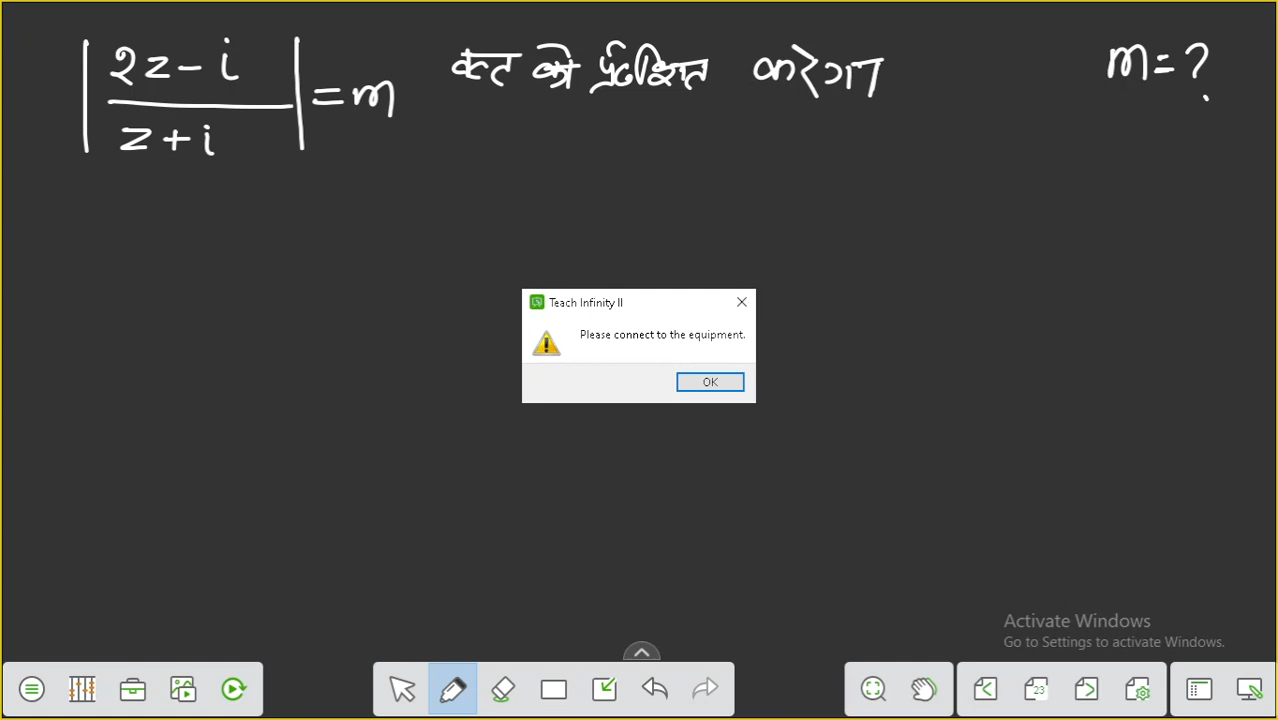 |2z-i / z+i| = m को प्रदर्शित करेगा m=?
Teach Infinity II
Please connect to the equipment.
OK
Activate Windows
Go to Settings to activate Windows.
23